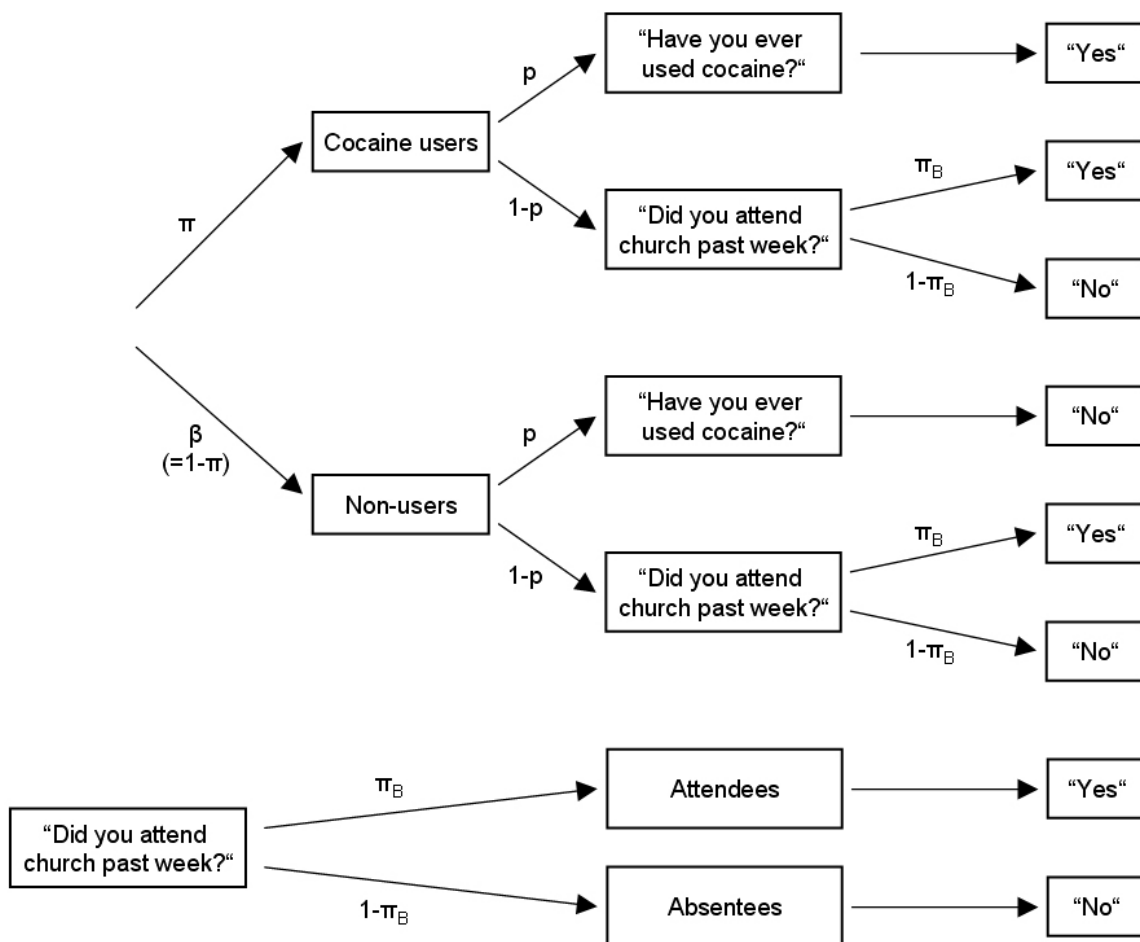 “Have you ever
used cocaine?“
“Yes“
p
Cocaine users
π
1-p
“Did you attend
church past week?“
πB
“Yes“
1-πB
“No“
β
(=1-π)
p
“Have you ever
used cocaine?“
“No“
Non-users
1-p
“Did you attend
church past week?“
πB
“Yes“
1-πB
“No“
“Did you attend
church past week?“
πB
Attendees
“Yes“
1-πB
Absentees
“No“